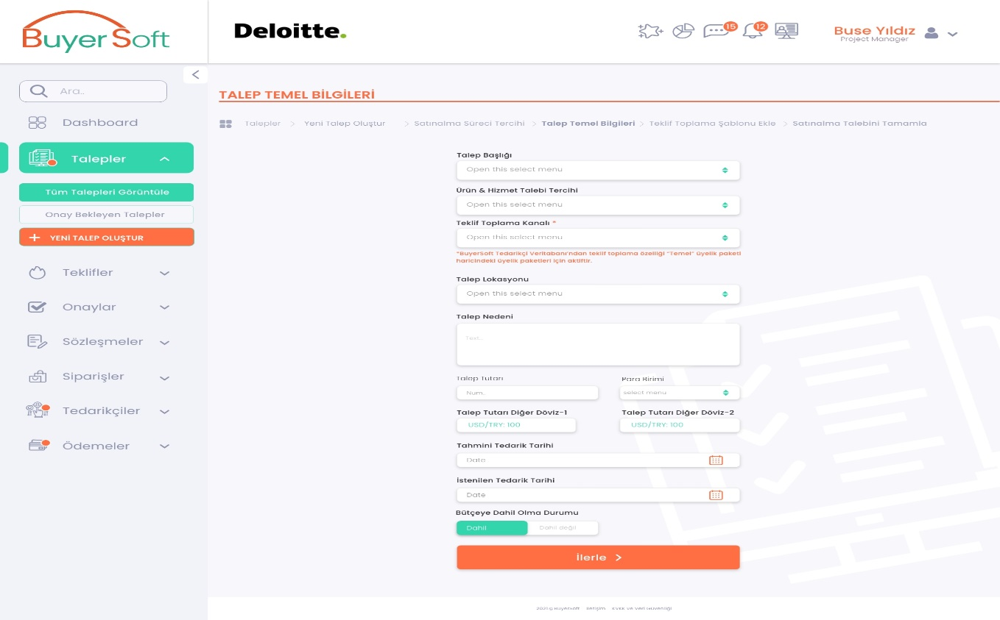 BuyerSoft
Deloitte.
15
12
Buse Yıldız
Project Manager
Ara..
Dashboard
Talepler
Tüm Talepleri Görüntüle
Onay Bekleyen Talepler
+ YENİ TALEP OLUŞTUR
Teklifler
Onaylar
Sözleşmeler
Siparişler
Tedarikçiler
Ödemeler
TALEP TEMEL BİLGİLERİ
Talepler > Yeni Talep Oluştur > Satınalma Süreci Tercihi > Talep Temel Bilgileri > Teklif Toplama Şablonu Ekle > Satınalma Talebini Tamamla
Talep Başlığı
Open this select menu
Ürün & Hizmet Talebi Tercihi
Open this select menu
Teklif Toplama Kanalı *
Open this select menu
*BuyerSoft Tedarikçi Veritabanı'ndan teklif toplama özelliği "Temel" üyelik paketi
haricindeki üyelik paketleri için aktiftir.
Talep Lokasyonu
Open this select menu
Talep Nedeni
Text...
Talep Tutarı
Para Birimi
Num..
select menu
Talep Tutarı Diğer Döviz-1
Talep Tutarı Diğer Döviz-2
USD/TRY: 100
USD/TRY: 100
Tahmini Tedarik Tarihi
Date
İstenilen Tedarik Tarihi
Date
Bütçeye Dahil Olma Durumu
Dahil
Dahil değil
İlerle >
2021© BuyerSoft İletişim KVKK ve Veri Güvenliği